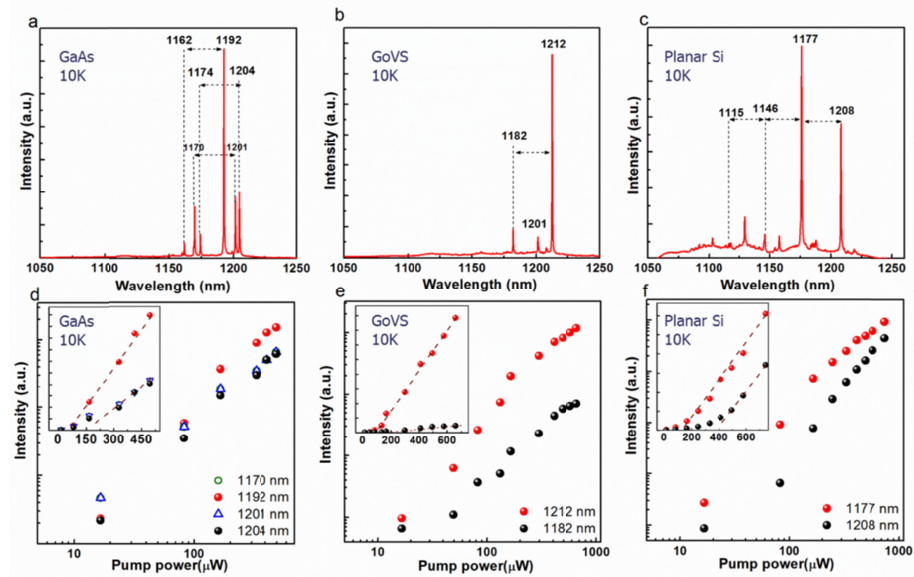 a
GaAs
10K
1162
1192
1174
1204
1170
1201
Intensity (a.u.)
1050
1100
1150
1200
1250
Wavelength (nm)
b
GoVS
10K
1212
1182
1201
Intensity (a.u.)
1050
1100
1150
1200
1250
Wavelength (nm)
c
Planar Si
10K
1177
1115
1146
1208
Intensity (a.u.)
1050
1100
1150
1200
1250
Wavelength (nm)
d
GaAs
10K
0
150
300
450
Intensity (a.u.)
1170 nm
1192 nm
1201 nm
1204 nm
10
100
Pump power(μW)
e
GoVS
10K
0
200
400
600
Intensity (a.u.)
1212 nm
1182 nm
10
100
1000
Pump power(μW)
f
Planar Si
10K
0
200
400
600
Intensity (a.u.)
1177 nm
1208 nm
10
100
1000
Pump power(μW)